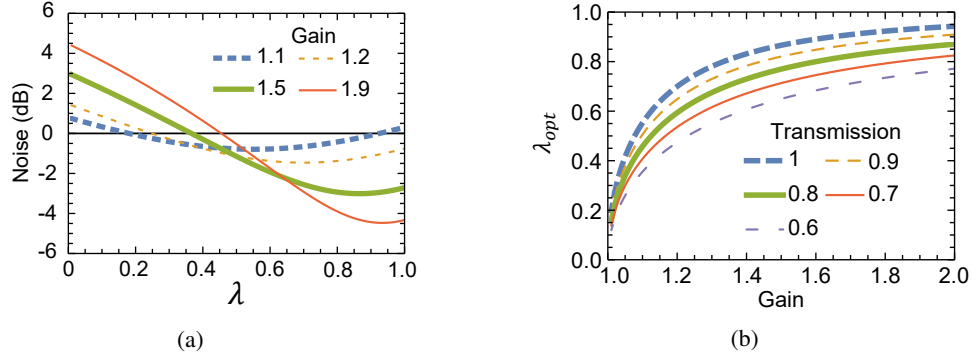 6
4
2
0
-2
-4
6
Noise (dB)
Gain
1.1 1.2
1.5 1.9
0 0.2 0.4 0.6 0.8 1.0
λ
(a)
1.0
0.8
0.6
0.4
0.2
0.0
λopt
Transmission
1 0.9
0.8 0.7
0.6
1.0 1.2 1.4 1.6 1.8 2.0
Gain
(b)